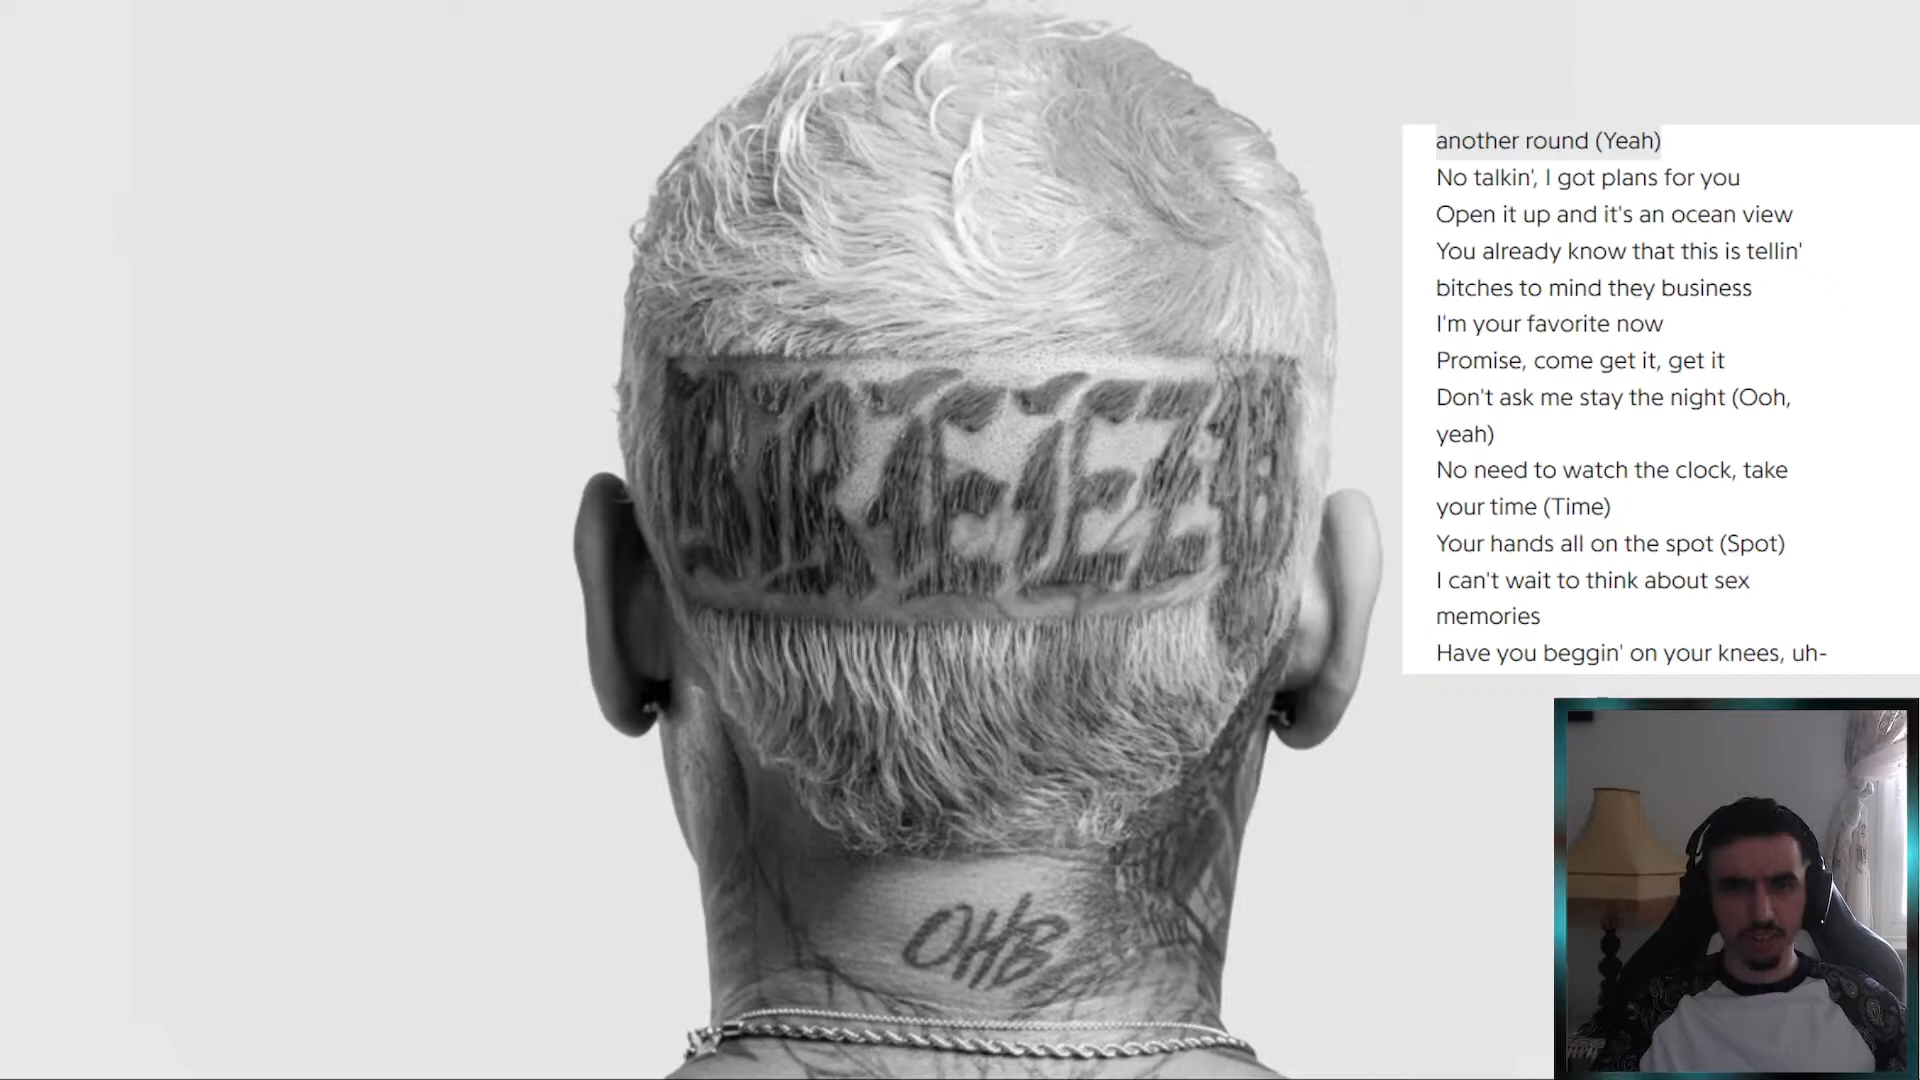 BREEZY
OHB
another round (Yeah)
No talkin', I got plans for you
Open it up and it's an ocean view
You already know that this is tellin'
bitches to mind they business
I'm your favorite now
Promise, come get it, get it
Don't ask me stay the night (Ooh,
yeah)
No need to watch the clock, take
your time (Time)
Your hands all on the spot (Spot)
I can't wait to think about sex
memories
Have you beggin' on your knees, uh-